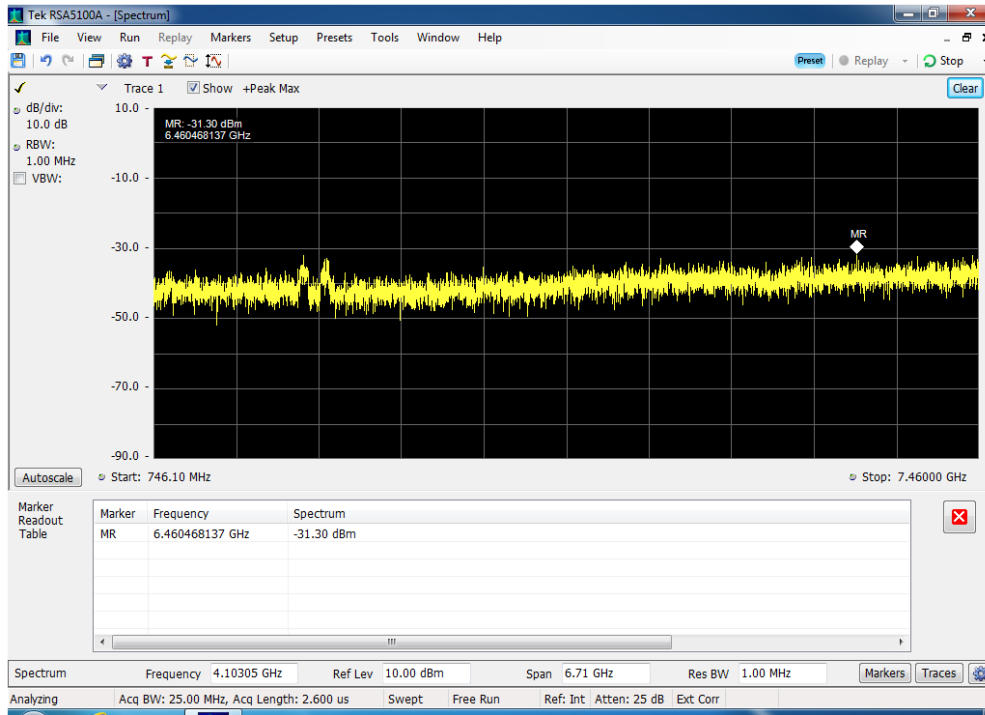 Tek RSA5100A - [Spectrum]
File View Run Replay Markers Setup Presets Tools Window Help
T Preset Replay Stop
Trace 1 Show +Peak Max Clear
dB/div:
10.0 dB
RBW:
1.00 MHz
VBW:
10.0
-10.0
-30.0
-50.0
-70.0
-90.0
MR: -31.30 dBm
6.460468137 GHz
MR
Autoscale Start: 746.10 MHz Stop: 7.46000 GHz
Marker
Readout
Table
Marker Frequency Spectrum
MR 6.460468137 GHz -31.30 dBm
Spectrum Frequency 4.10305 GHz Ref Lev 10.00 dBm Span 6.71 GHz Res BW 1.00 MHz Markers Traces
Analyzing Acq BW: 25.00 MHz, Acq Length: 2.600 us Swept Free Run Ref: Int Atten: 25 dB Ext Corr